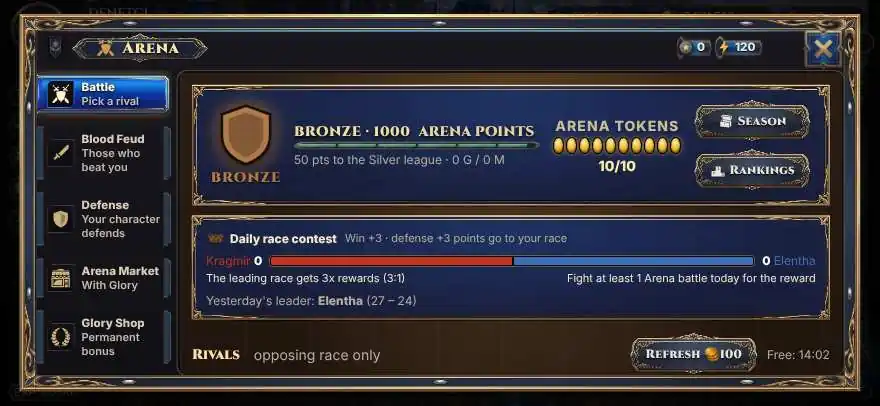 ARENA
0
120
Battle
Pick a rival
Blood Feud
Those who
beat you
Defense
Your character
defends
Arena Market
With Glory
Glory Shop
Permanent
bonus
BRONZE
BRONZE · 1000 ARENA POINTS
50 pts to the Silver league · 0 G / 0 M
ARENA TOKENS
10/10
SEASON
RANKINGS
Daily race contest Win +3 · defense +3 points go to your race
Kragmir 0
0 Elentha
The leading race gets 3x rewards (3:1)
Fight at least 1 Arena battle today for the reward
Yesterday's leader: Elentha (27 – 24)
RIVALS opposing race only
REFRESH 100
Free: 14:02